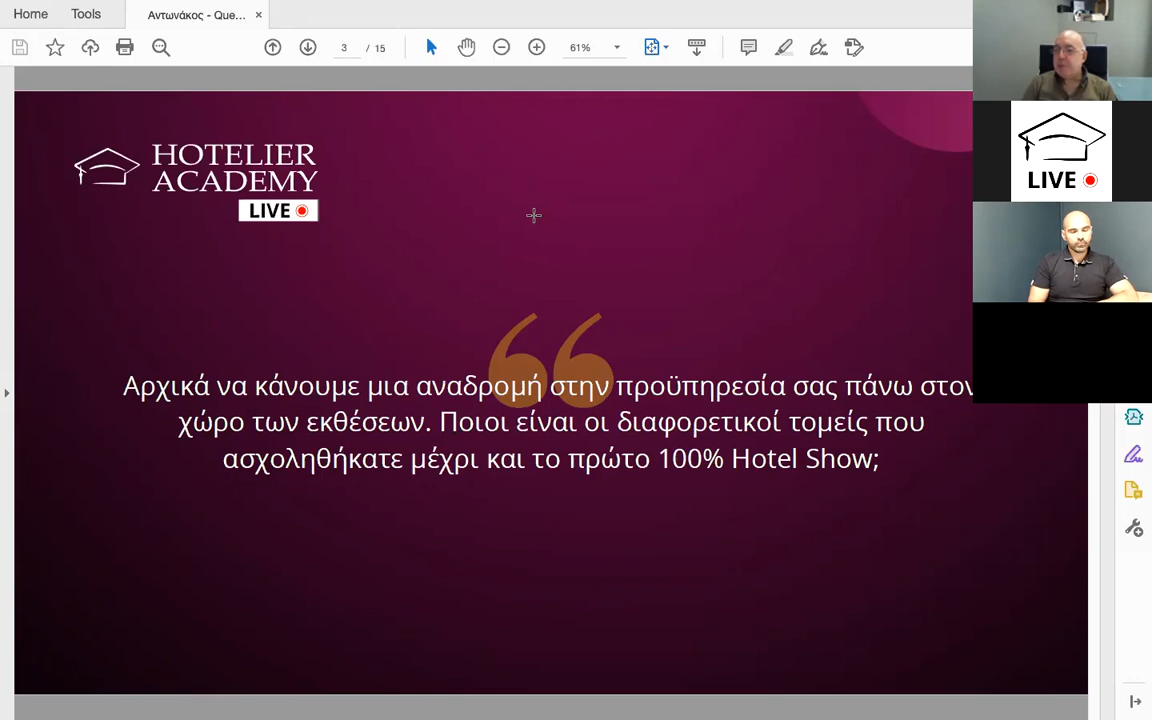 Home
Tools
Αντωνάκος - Que...
×
3 / 15
61%
HOTELIER
ACADEMY
LIVE
LIVE
Αρχικά να κάνουμε μια αναδρομή στην προϋπηρεσία σας πάνω στον
χώρο των εκθέσεων. Ποιοι είναι οι διαφορετικοί τομείς που
ασχοληθήκατε μέχρι και το πρώτο 100% Hotel Show;